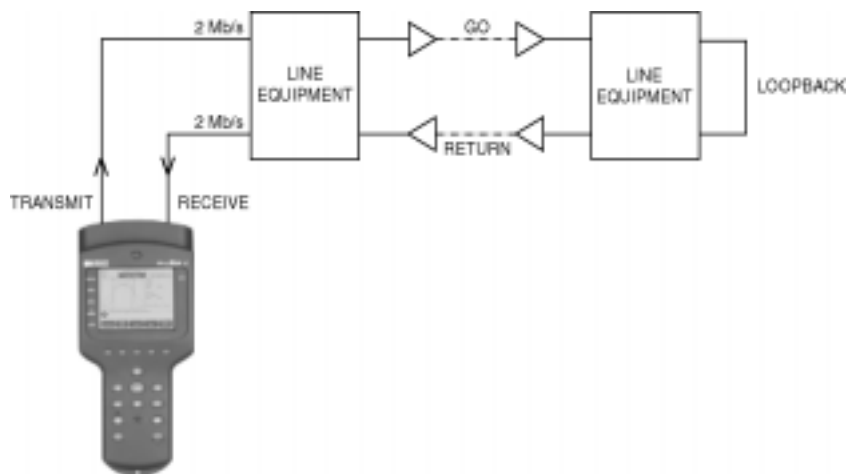 2 Mb/s
GO
LINE
EQUIPMENT
LINE
EQUIPMENT
LOOPBACK
2 Mb/s
RETURN
TRANSMIT
RECEIVE